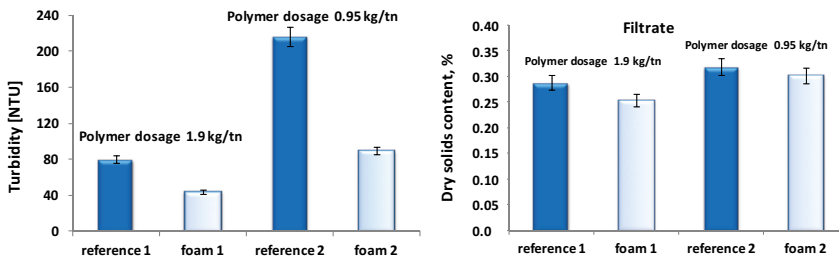 Turbidity [NTU]
240
200
160
120
80
40
0
Polymer dosage 0.95 kg/tn
Polymer dosage 1.9 kg/tn
reference 1 foam 1 reference 2 foam 2
Dry solids content, %
0.40
0.35
0.30
0.25
0.20
0.15
0.10
0.05
0.0
Filtrate
Polymer dosage 0.95 kg/tn
Polymer dosage 1.9 kg/tn
reference 1 foam 1 reference 2 foam 2